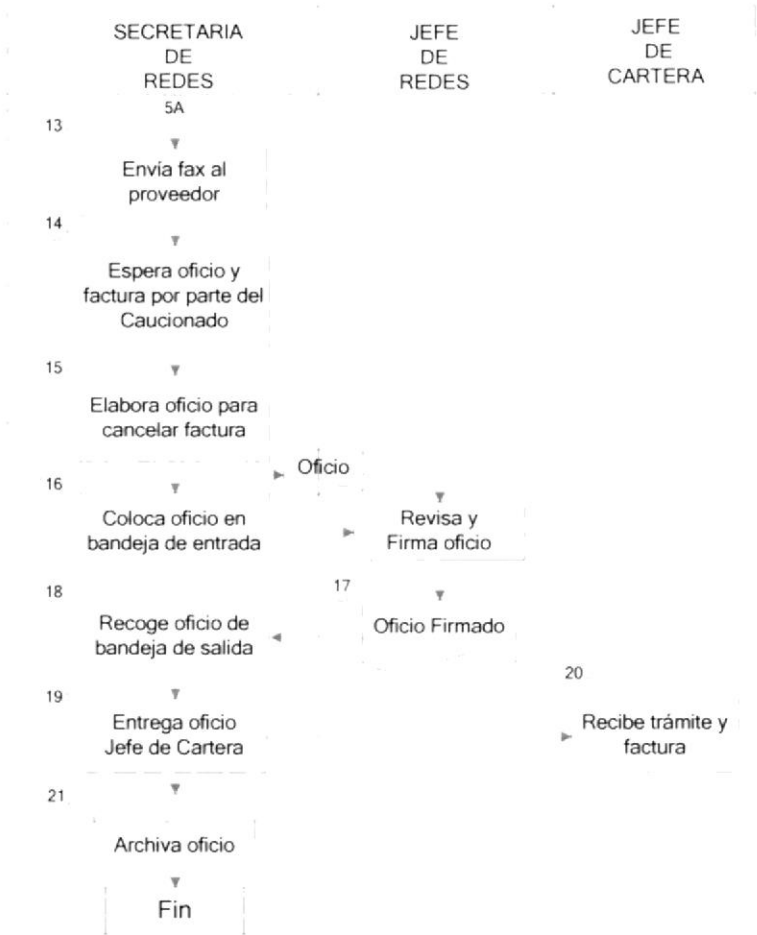 SECRETARIA
DE
REDES
JEFE
DE
REDES
JEFE
DE
CARTERA
5A
13
Envía fax al
proveedor
14
Espera oficio y
factura por parte del
Caucionado
15
Elabora oficio para
cancelar factura
Oficio
16
Coloca oficio en
bandeja de entrada
Revisa y
Firma oficio
17
18
Recoge oficio de
bandeja de salida
Oficio Firmado
19
Entrega oficio
Jefe de Cartera
20
Recibe trámite y
factura
21
Archiva oficio
Fin